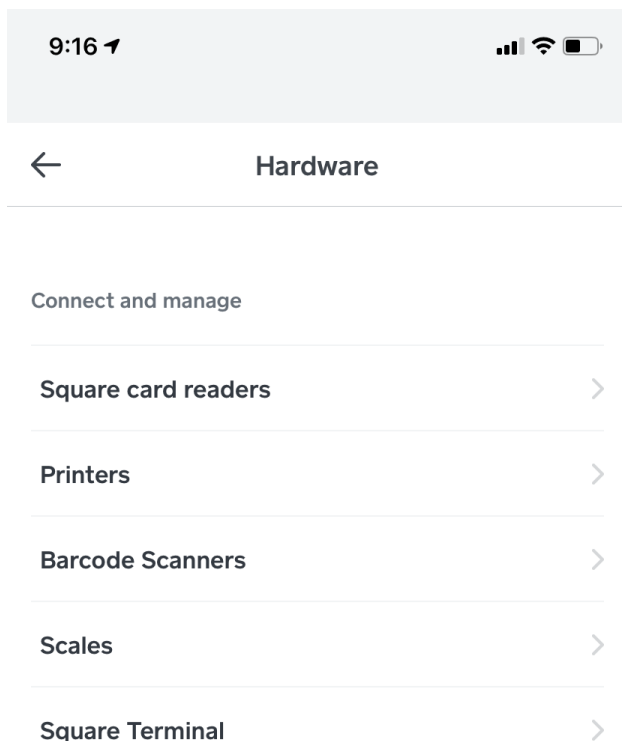 9:16
Hardware
Connect and manage
Square card readers
Printers
Barcode Scanners
Scales
Square Terminal